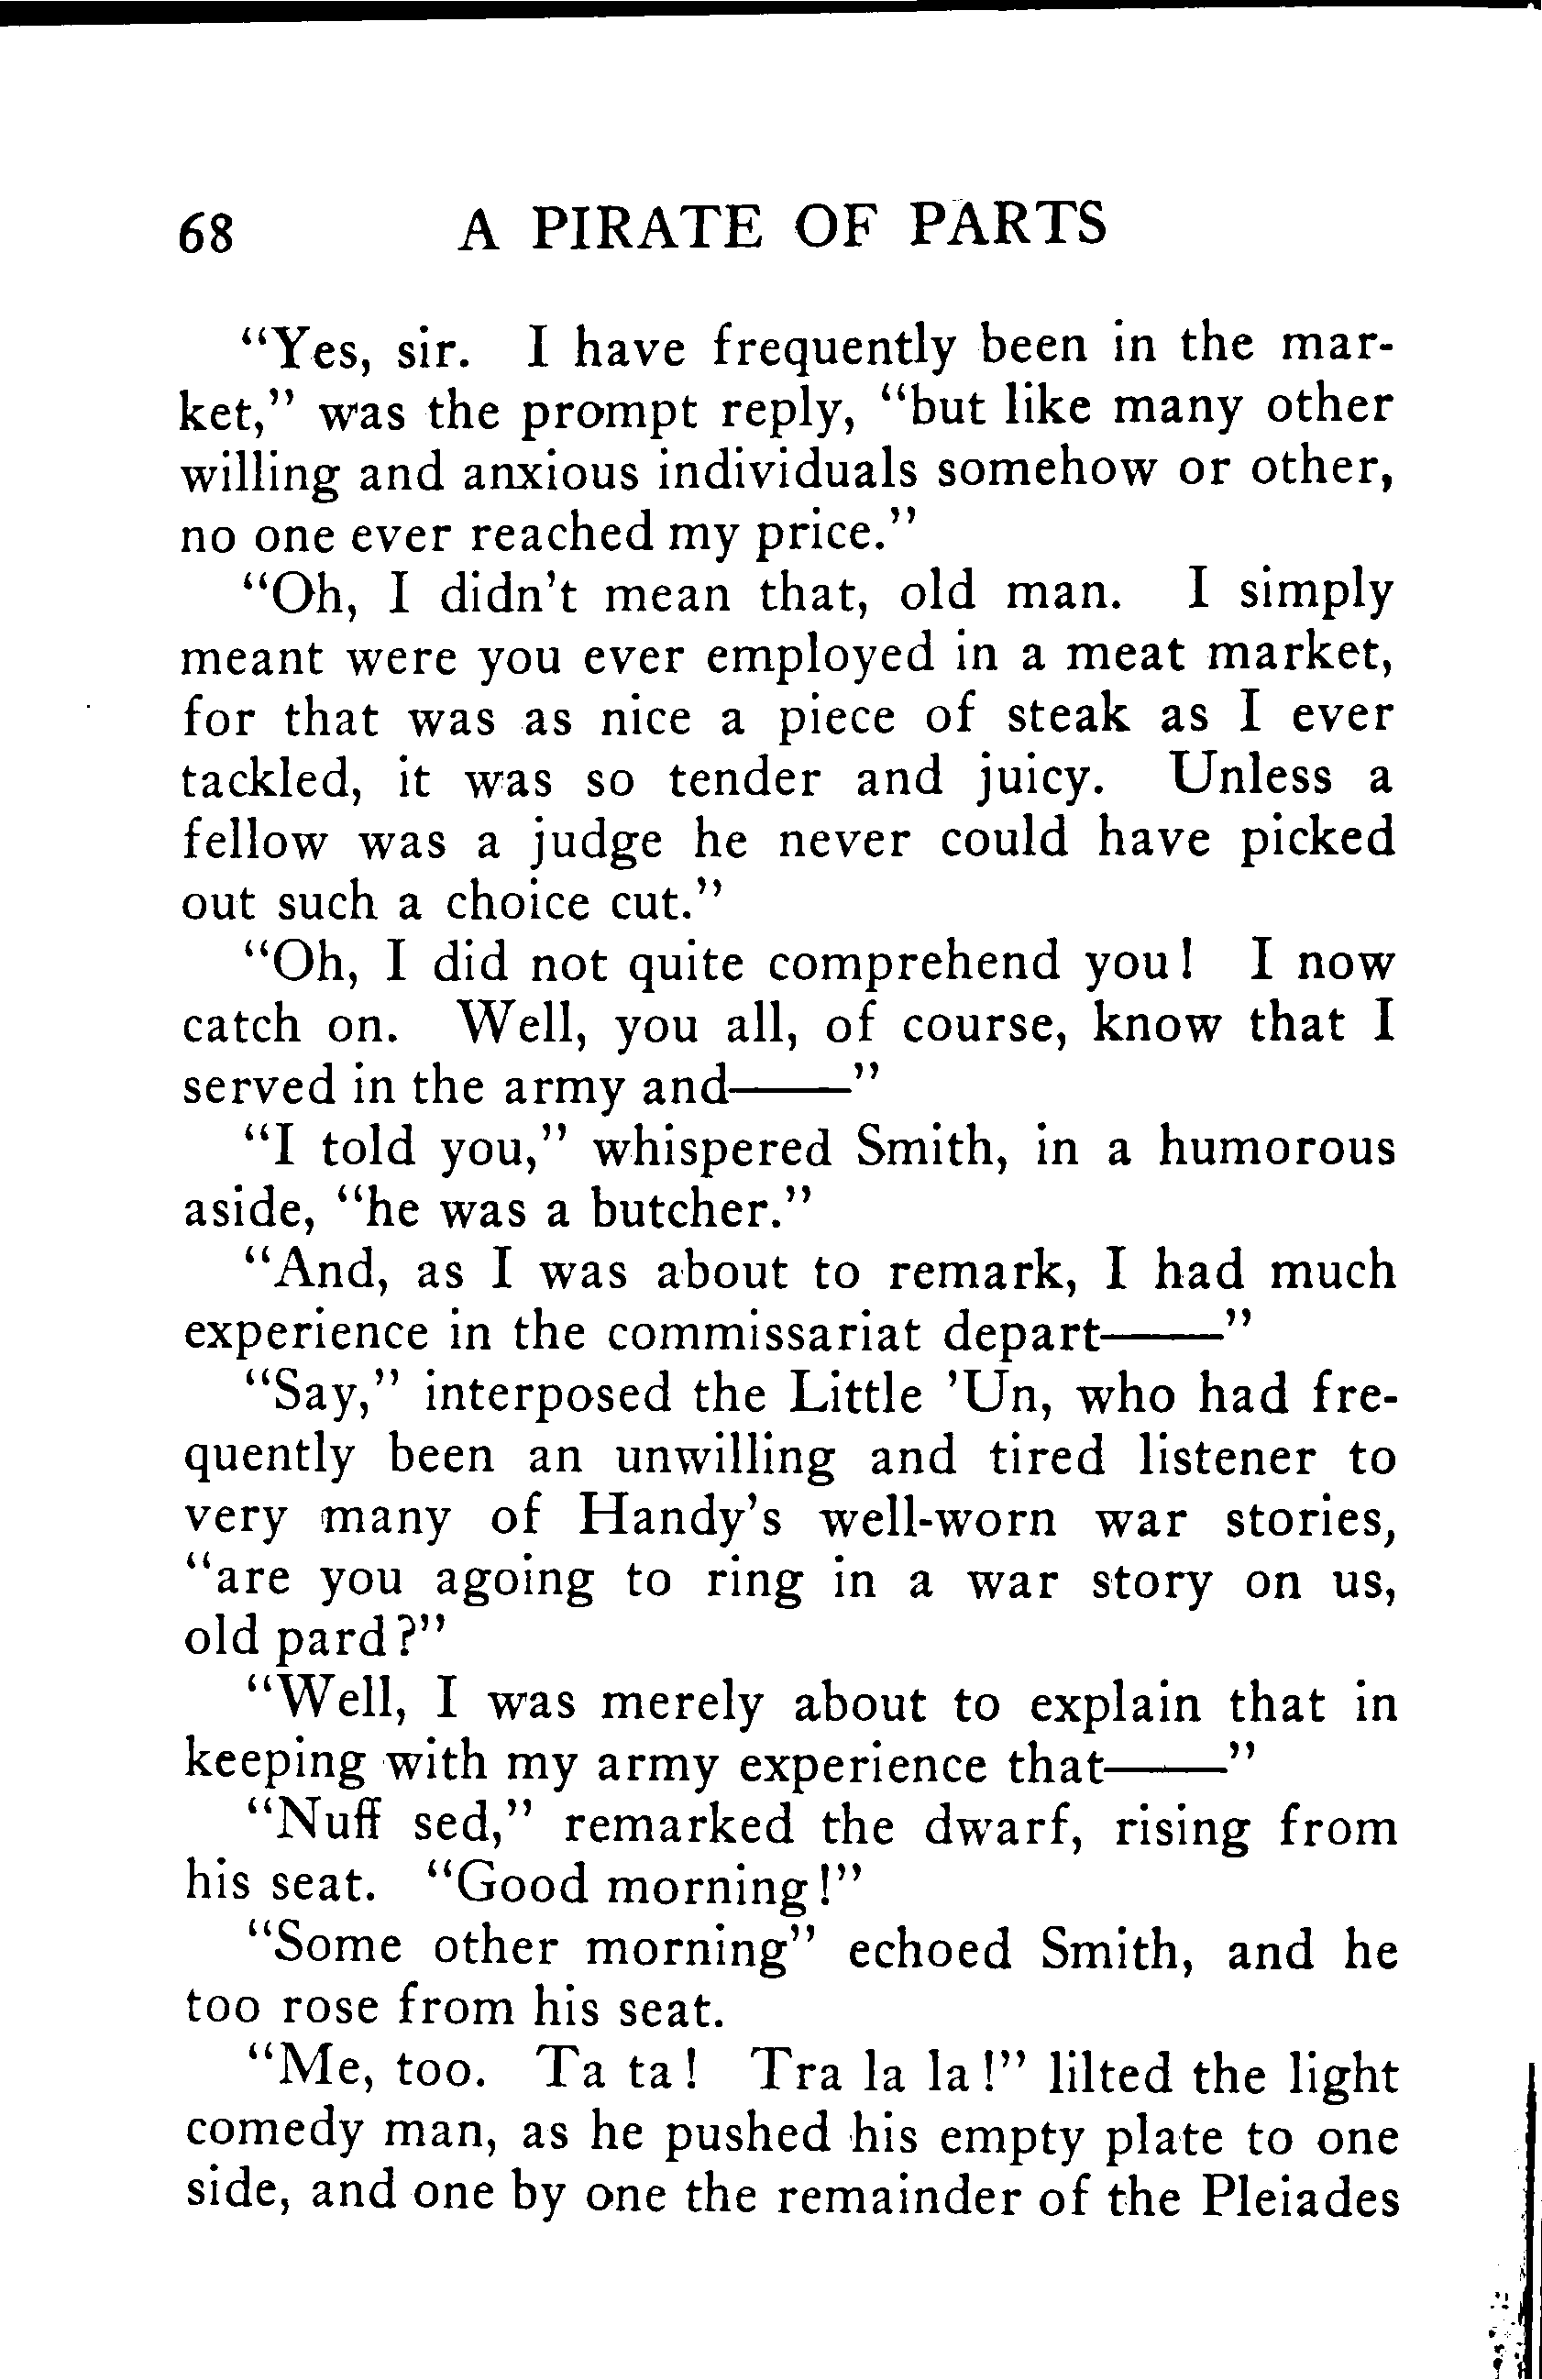 68 A PIRATE OF PARTS
“Yes, sir. I have frequently been in the mar-
ket,” was the prompt reply, “but like many other
willing and anxious individuals somehow or other,
no one ever reached my price.”
“Oh, I didn’t mean that, old man. I simply
meant were you ever employed in a meat market,
for that was as nice a piece of steak as I ever
tackled, it was so tender and juicy. Unless a
fellow was a judge he never could have picked
out such a choice cut.”
“Oh, I did not quite comprehend you! I now
catch on. Well, you all, of course, know that I
served in the army and——”
“I told you,” whispered Smith, in a humorous
aside, “he was a butcher.”
“And, as I was about to remark, I had much
experience in the commissariat depart——”
“Say,” interposed the Little ’Un, who had fre-
quently been an unwilling and tired listener to
very many of Handy’s well-worn war stories,
“are you agoing to ring in a war story on us,
old pard?”
“Well, I was merely about to explain that in
keeping with my army experience that——”
“Nuff sed,” remarked the dwarf, rising from
his seat. “Good morning!”
“Some other morning” echoed Smith, and he
too rose from his seat.
“Me, too. Ta ta! Tra la la!” lilted the light
comedy man, as he pushed his empty plate to one
side, and one by one the remainder of the Pleiades